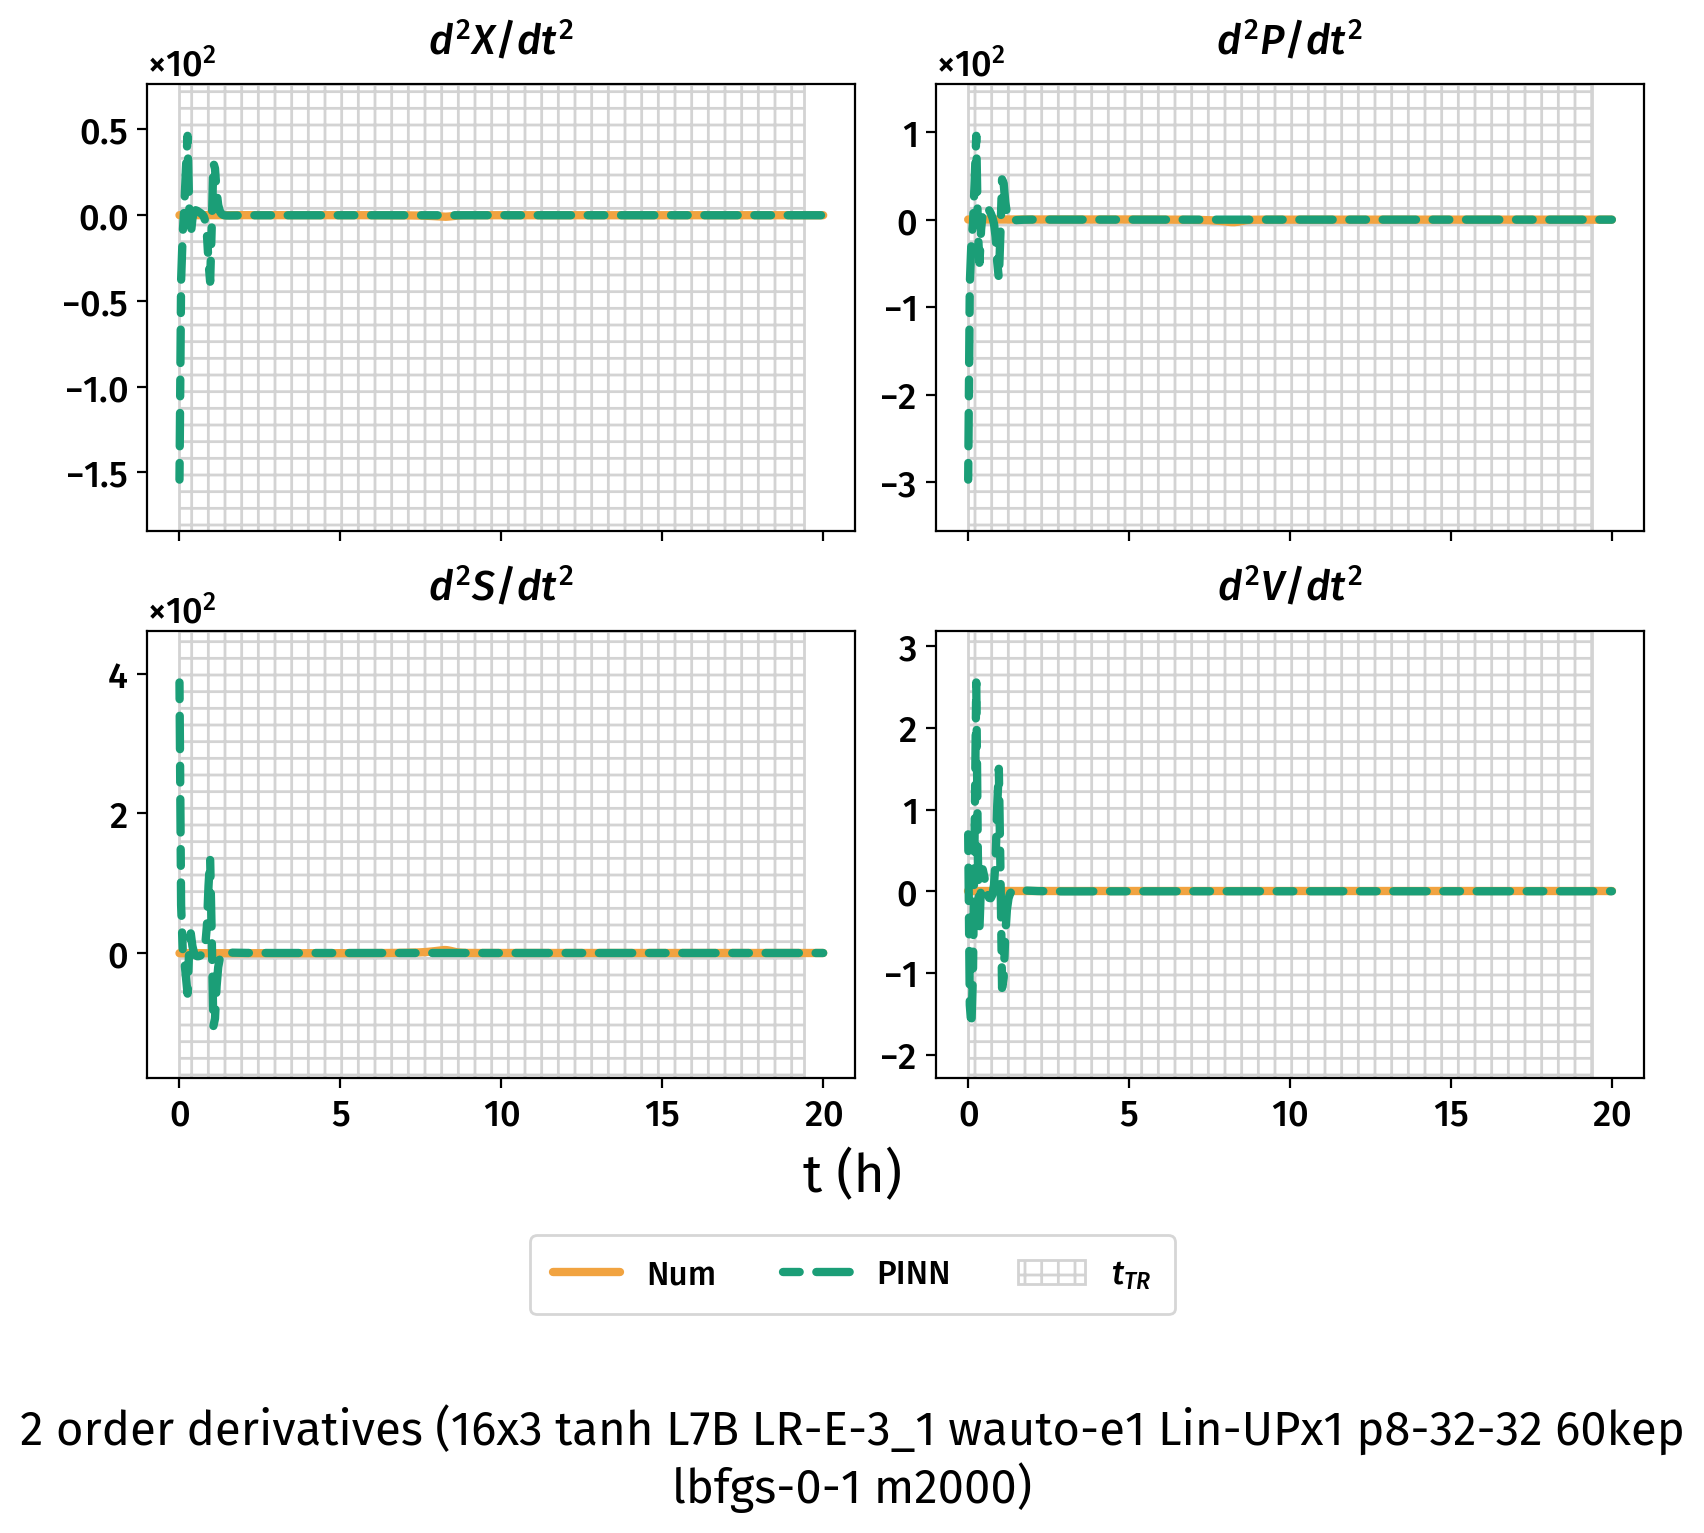 d²X/dt²
×10²
0.5
0.0
−0.5
−1.0
−1.5
d²P/dt²
×10²
1
0
−1
−2
−3
d²S/dt²
×10²
4
2
0
0 5 10 15 20
d²V/dt²
3
2
1
0
−1
−2
0 5 10 15 20
t (h)
Num PINN t_TR
2 order derivatives (16x3 tanh L7B LR-E-3_1 wauto-e1 Lin-UPx1 p8-32-32 60kep
lbfgs-0-1 m2000)